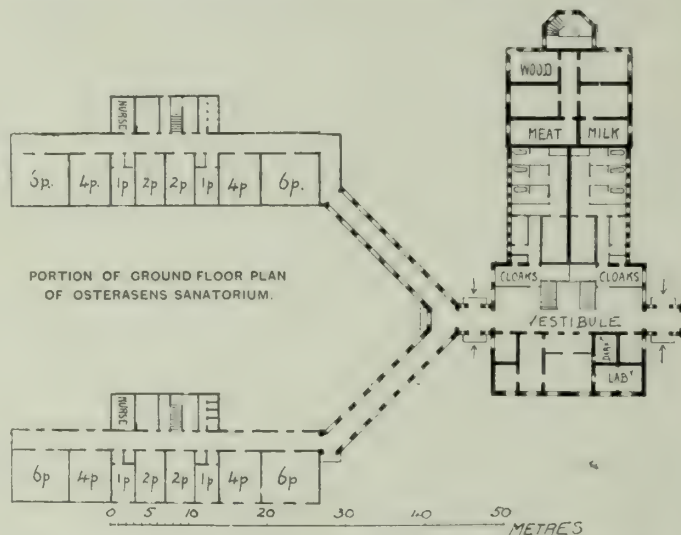 WOOD
MEAT MILK
NURSE
6p. 4p 1p 2p 2p 1p 4p 6p.
CLOAKS CLOAKS
VESTIBULE
LABY
PORTION OF GROUND FLOOR PLAN
OF OSTERASENS SANATORIUM.
NURSE
6p 4p 1p 2p 2p 1p 4p 6p
0 5 10 20 30 40 50
METRES